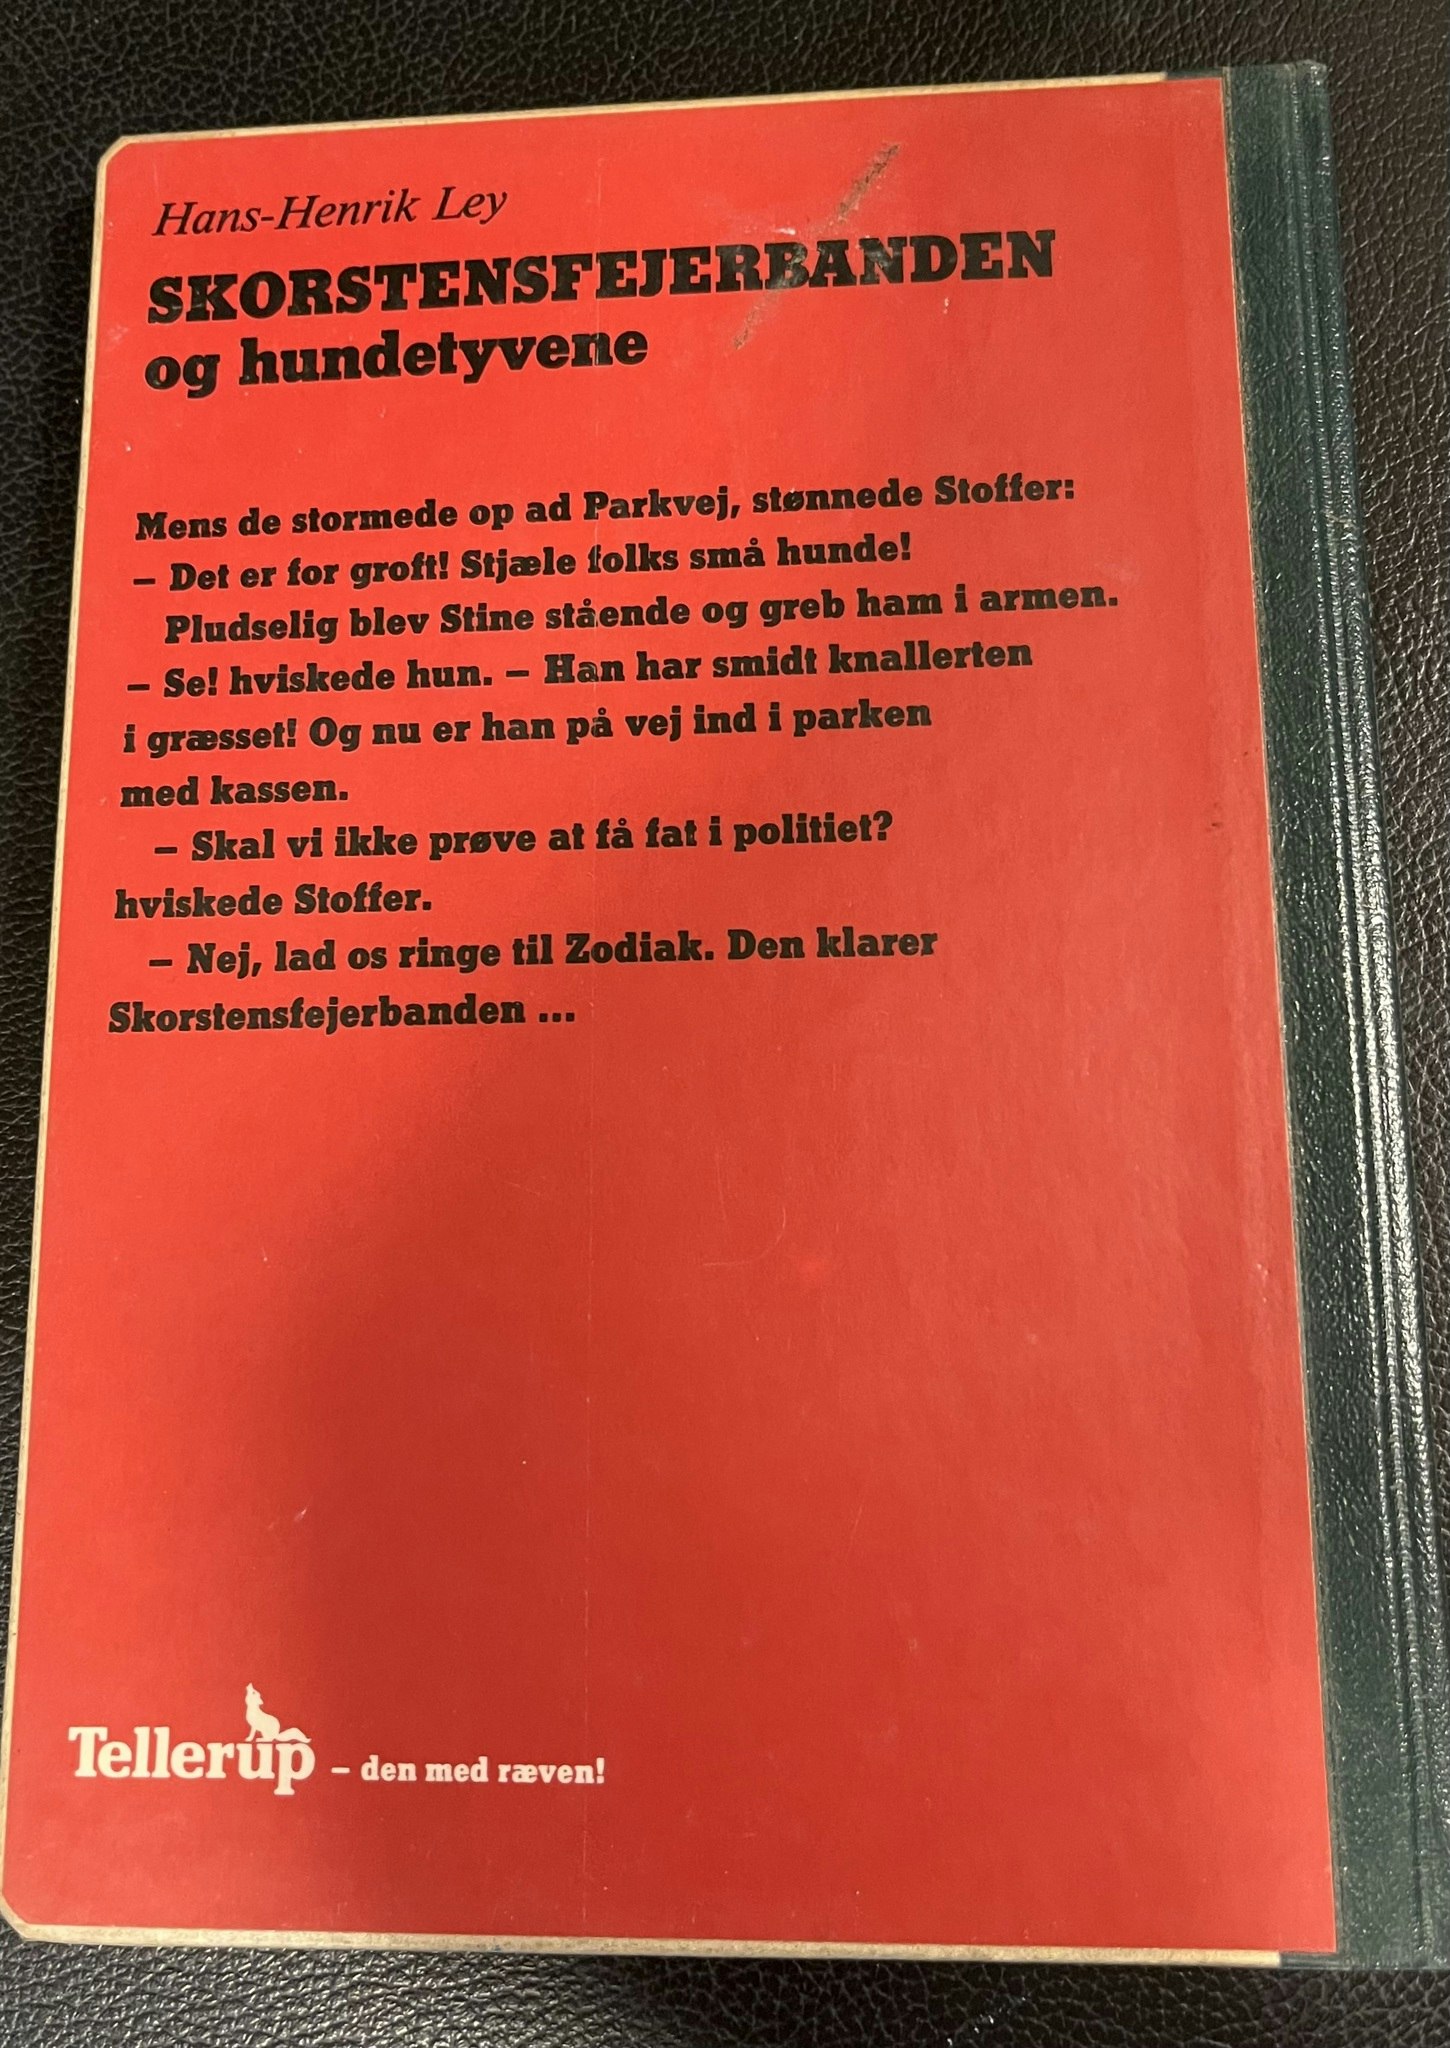 Hans-Henrik Ley
SKORSTENSFEJERBANDEN
og hundetyvene
Mens de stormede op ad Parkvej, stønnede Stoffer:
– Det er for groft! Stjæle folks små hunde!
Pludselig blev Stine stående og greb ham i armen.
– Se! hviskede hun. – Han har smidt knallerten
i græsset! Og nu er han på vej ind i parken
med kassen.
– Skal vi ikke prøve at få fat i politiet?
hviskede Stoffer.
– Nej, lad os ringe til Zodiak. Den klarer
Skorstensfejerbanden ...
Tellerup – den med ræven!